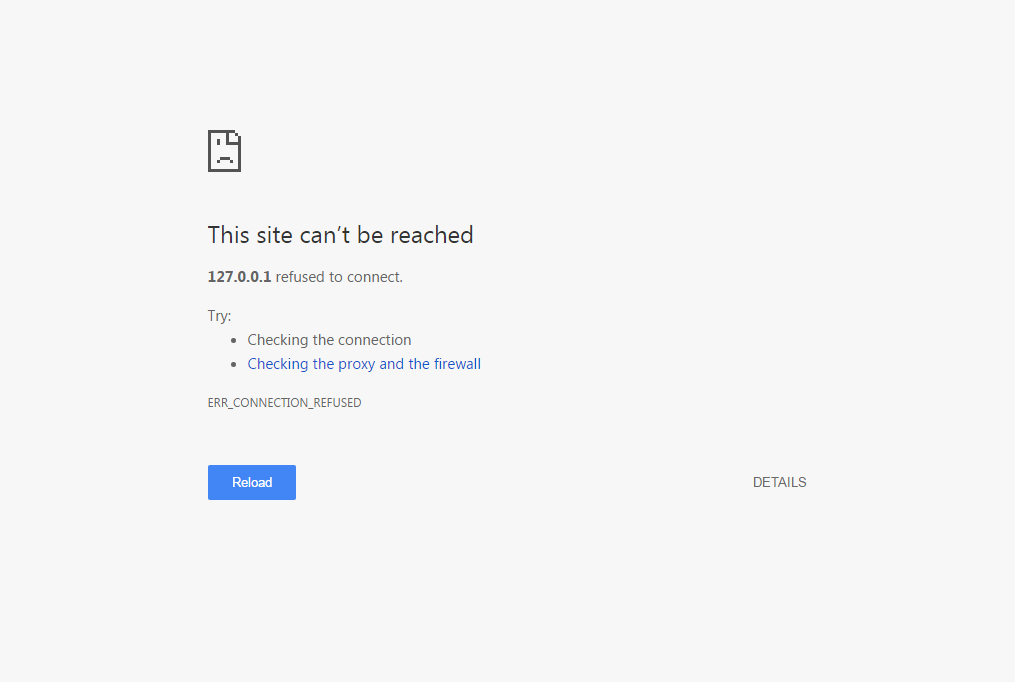 This site can’t be reached
127.0.0.1 refused to connect.
Try:
• Checking the connection
• Checking the proxy and the firewall
ERR_CONNECTION_REFUSED
Reload
DETAILS